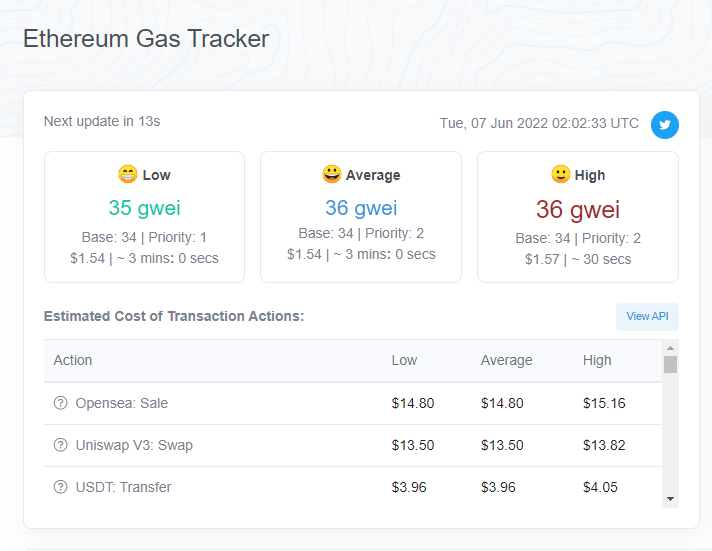 Ethereum Gas Tracker
Next update in 13s
Tue, 07 Jun 2022 02:02:33 UTC
Low
35 gwei
Base: 34 | Priority: 1
$1.54 | ~ 3 mins: 0 secs
Average
36 gwei
Base: 34 | Priority: 2
$1.54 | ~ 3 mins: 0 secs
High
36 gwei
Base: 34 | Priority: 2
$1.57 | ~ 30 secs
Estimated Cost of Transaction Actions:
View API
Action Low Average High
Opensea: Sale $14.80 $14.80 $15.16
Uniswap V3: Swap $13.50 $13.50 $13.82
USDT: Transfer $3.96 $3.96 $4.05